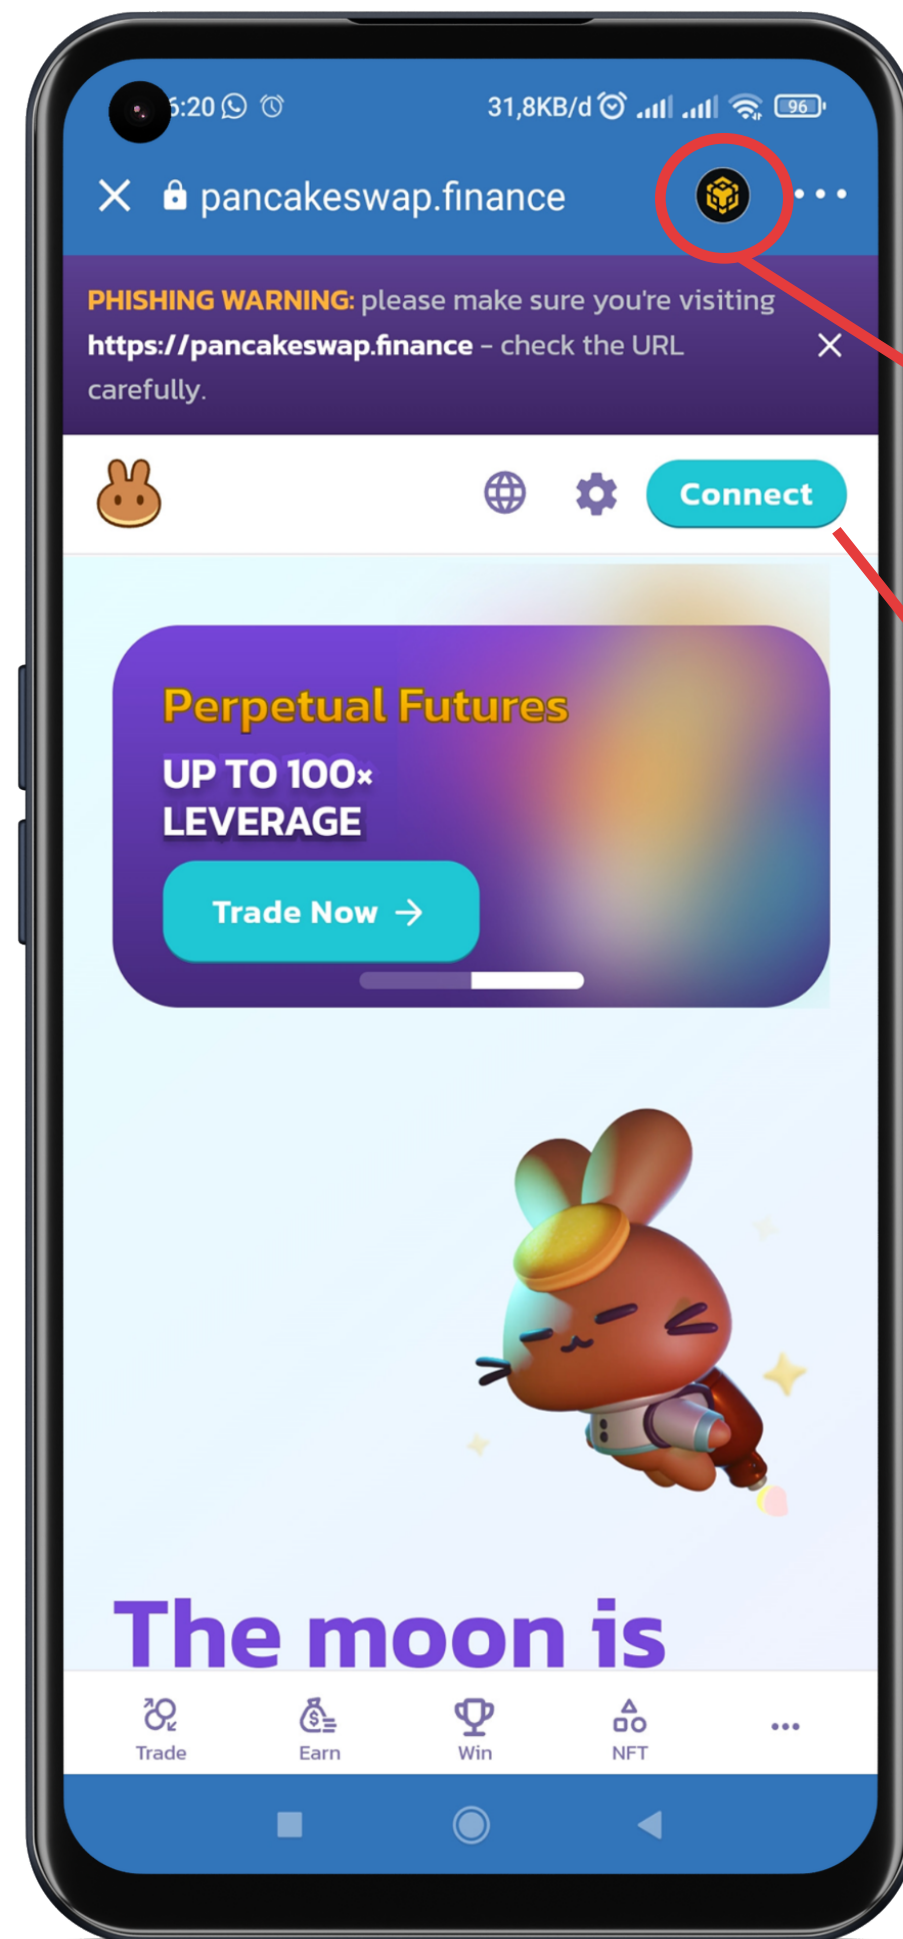 6:20
31,8KB/d
96
pancakeswap.finance
PHISHING WARNING: please make sure you're visiting
https://pancakeswap.finance – check the URL
carefully.
Connect
Perpetual Futures
UP TO 100×
LEVERAGE
Trade Now →
The moon is
Trade
Earn
Win
NFT